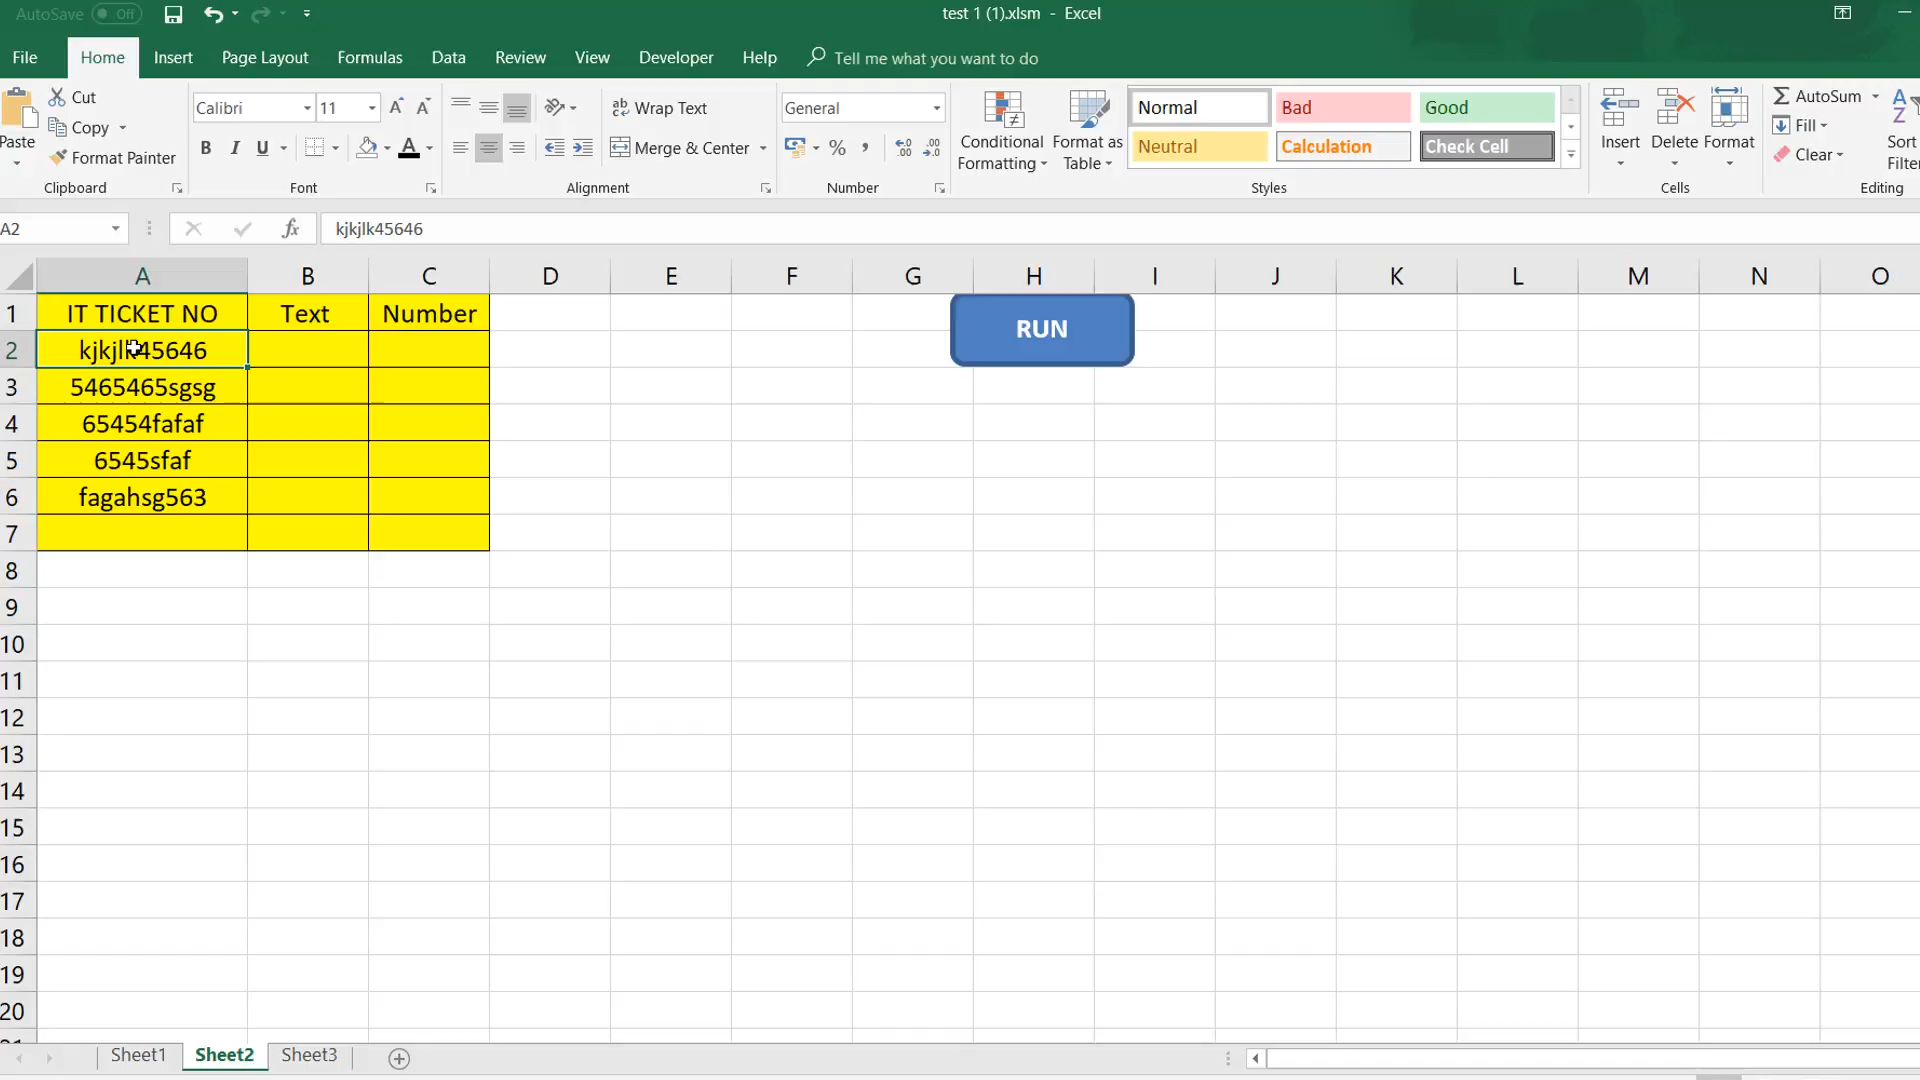 AutoSave Off
test 1 (1).xlsm - Excel
File Home Insert Page Layout Formulas Data Review View Developer Help Tell me what you want to do
Paste
Cut
Copy
Format Painter
Clipboard
Calibri 11
B I U A
Font
Wrap Text
Merge & Center
Alignment
General
% ,
Number
Conditional Formatting
Format as Table
Normal Bad Good
Neutral Calculation Check Cell
Styles
Insert Delete Format
Cells
AutoSum
Fill
Clear
Sort
Filter
Editing
A2 fx kjkjlk45646
A B C D E F G H I J K L M N O
1 IT TICKET NO Text Number
RUN
2 kjkjlk45646
3 5465465sgsg
4 65454fafaf
5 6545sfaf
6 fagahsg563
7
8
9
10
11
12
13
14
15
16
17
18
19
20
Sheet1 Sheet2 Sheet3